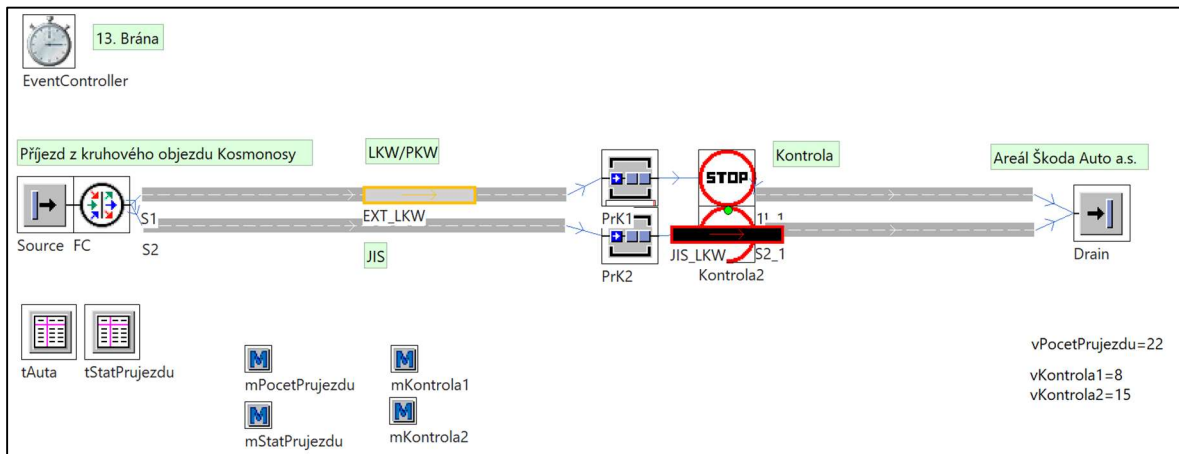 13. Brána
EventController
Příjezd z kruhového objezdu Kosmonosy
LKW/PKW
Kontrola
Areál Škoda Auto a.s.
STOP
S1
EXT_LKW
PrK1
1_1
Source
FC
S2
JIS
PrK2
JIS_LKW
S2_1
Kontrola2
Drain
tAuta
tStatPrujezdu
mPocetPrujezdu
mKontrola1
mStatPrujezdu
mKontrola2
vPocetPrujezdu=22
vKontrola1=8
vKontrola2=15